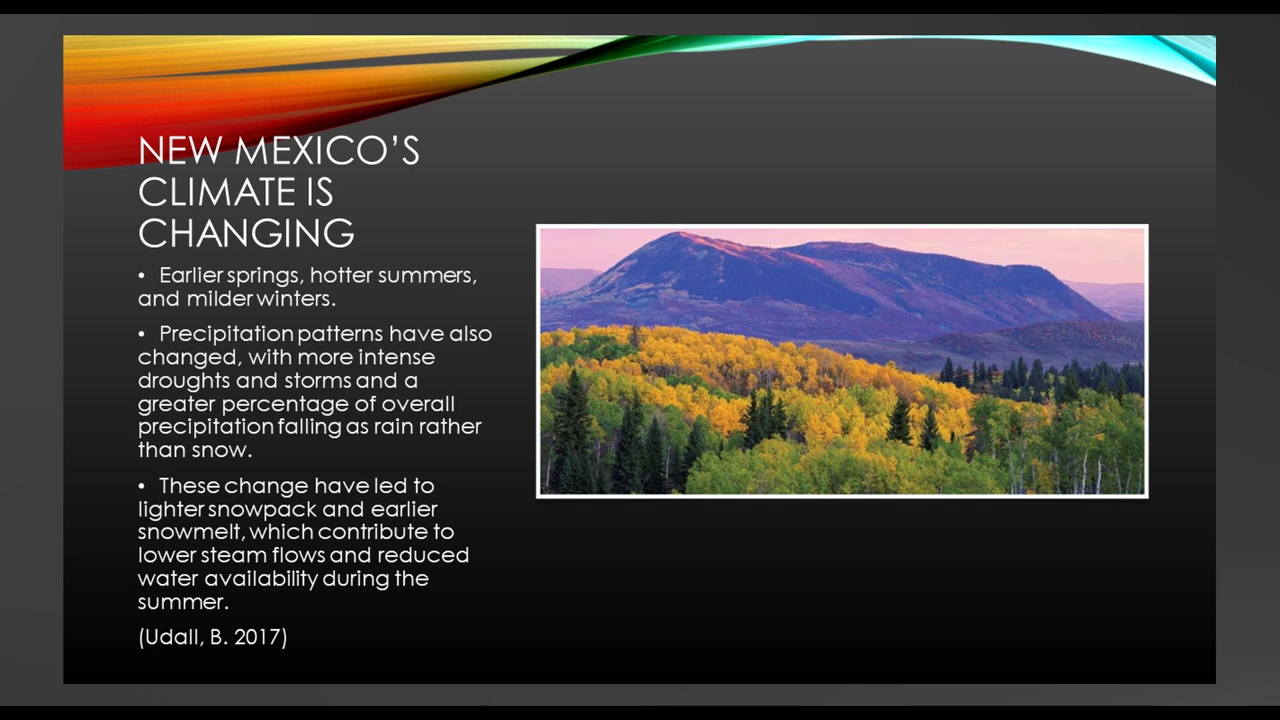 NEW MEXICO'S
CLIMATE IS
CHANGING
• Earlier springs, hotter summers,
and milder winters.
• Precipitation patterns have also
changed, with more intense
droughts and storms and a
greater percentage of overall
precipitation falling as rain rather
than snow.
• These change have led to
lighter snowpack and earlier
snowmelt, which contribute to
lower steam flows and reduced
water availability during the
summer.
(Udall, B. 2017)